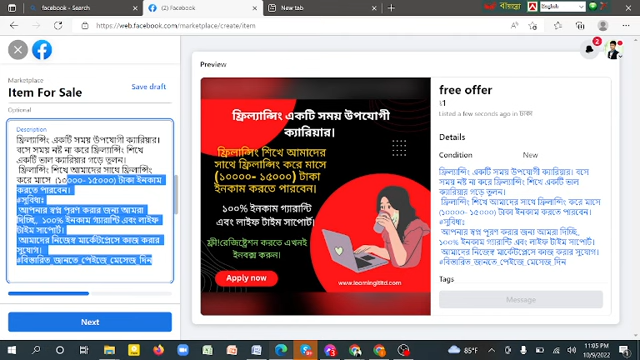 facebook - Search
Facebook
New tab
English
https://web.facebook.com/marketplace/create/item
2
Marketplace
Item For Sale
Save draft
Optional
Description
ফ্রিল্যান্সিং একটি সময় উপযোগী ক্যারিয়ার।
বসে সময় নষ্ট না করে ফ্রিল্যান্সিং শিখে
একটি ভাল ক্যারিয়ার গড়ে তুলন।
ফ্রিলান্সিং শিখে আমাদের সাথে ফ্রিলান্সিং
করে মাসে (১০০০০- ১৫০০০) টাকা ইনকাম
করতে পারবেন।
#সুবিধাঃ
আপনার স্বপ্ন পূরণ করার জন্য আমরা
দিচ্ছি, ১০০% ইনকাম গ্যারান্টি এবং লাইফ
টাইম সাপোর্ট।
আমাদের নিজেস্ব মার্কেটপ্লেসে কাজ করার
সুযোগ।
#বিস্তারিত জানতে পেইজে মেসেজ দিন
Next
Preview
ফ্রিল্যান্সিং একটি সময় উপযোগী
ক্যারিয়ার।
ফ্রিলান্সিং শিখে আমাদের
সাথে ফ্রিলান্সিং করে মাসে
(১০০০০- ১৫০০০) টাকা
ইনকাম করতে পারবেন।
১০০% ইনকাম গ্যারান্টি
এবং লাইফ টাইম সাপোর্ট।
ফ্রী রেজিষ্ট্রেশন করতে এখনই
ইনবক্স করুন।
Apply now
www.learningiltd.com
free offer
৳1
Listed a few seconds ago in ঢাকা
Details
Condition New
ফ্রিল্যান্সিং একটি সময় উপযোগী ক্যারিয়ার।
বসে সময় নষ্ট না করে ফ্রিল্যান্সিং শিখে একটি ভাল
ক্যারিয়ার গড়ে তুলন।
ফ্রিলান্সিং শিখে আমাদের সাথে ফ্রিলান্সিং করে মাসে
(১০০০০- ১৫০০০) টাকা ইনকাম করতে পারবেন।
#সুবিধাঃ
আপনার স্বপ্ন পূরণ করার জন্য আমরা দিচ্ছি,
১০০% ইনকাম গ্যারান্টি এবং লাইফ টাইম সাপোর্ট।
আমাদের নিজেস্ব মার্কেটপ্লেসে কাজ করার সুযোগ।
#বিস্তারিত জানতে পেইজে মেসেজ দিন
Tags
Message
85°F
11:05 PM
10/9/2022